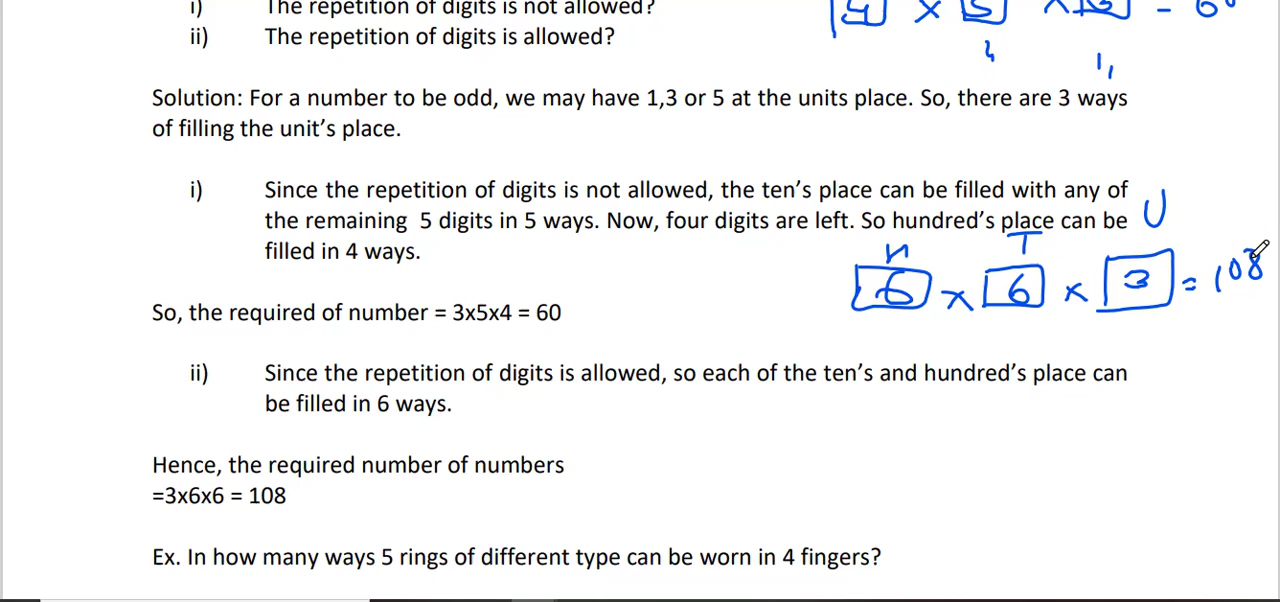 i) The repetition of digits is not allowed?
4 × 5 × 3 = 60
ii) The repetition of digits is allowed?
Solution: For a number to be odd, we may have 1,3 or 5 at the units place. So, there are 3 ways
of filling the unit's place.
i) Since the repetition of digits is not allowed, the ten's place can be filled with any of
the remaining 5 digits in 5 ways. Now, four digits are left. So hundred's place can be
U
filled in 4 ways.
H T
6 × 6 × 3 = 108
So, the required of number = 3x5x4 = 60
ii) Since the repetition of digits is allowed, so each of the ten's and hundred's place can
be filled in 6 ways.
Hence, the required number of numbers
=3x6x6 = 108
Ex. In how many ways 5 rings of different type can be worn in 4 fingers?